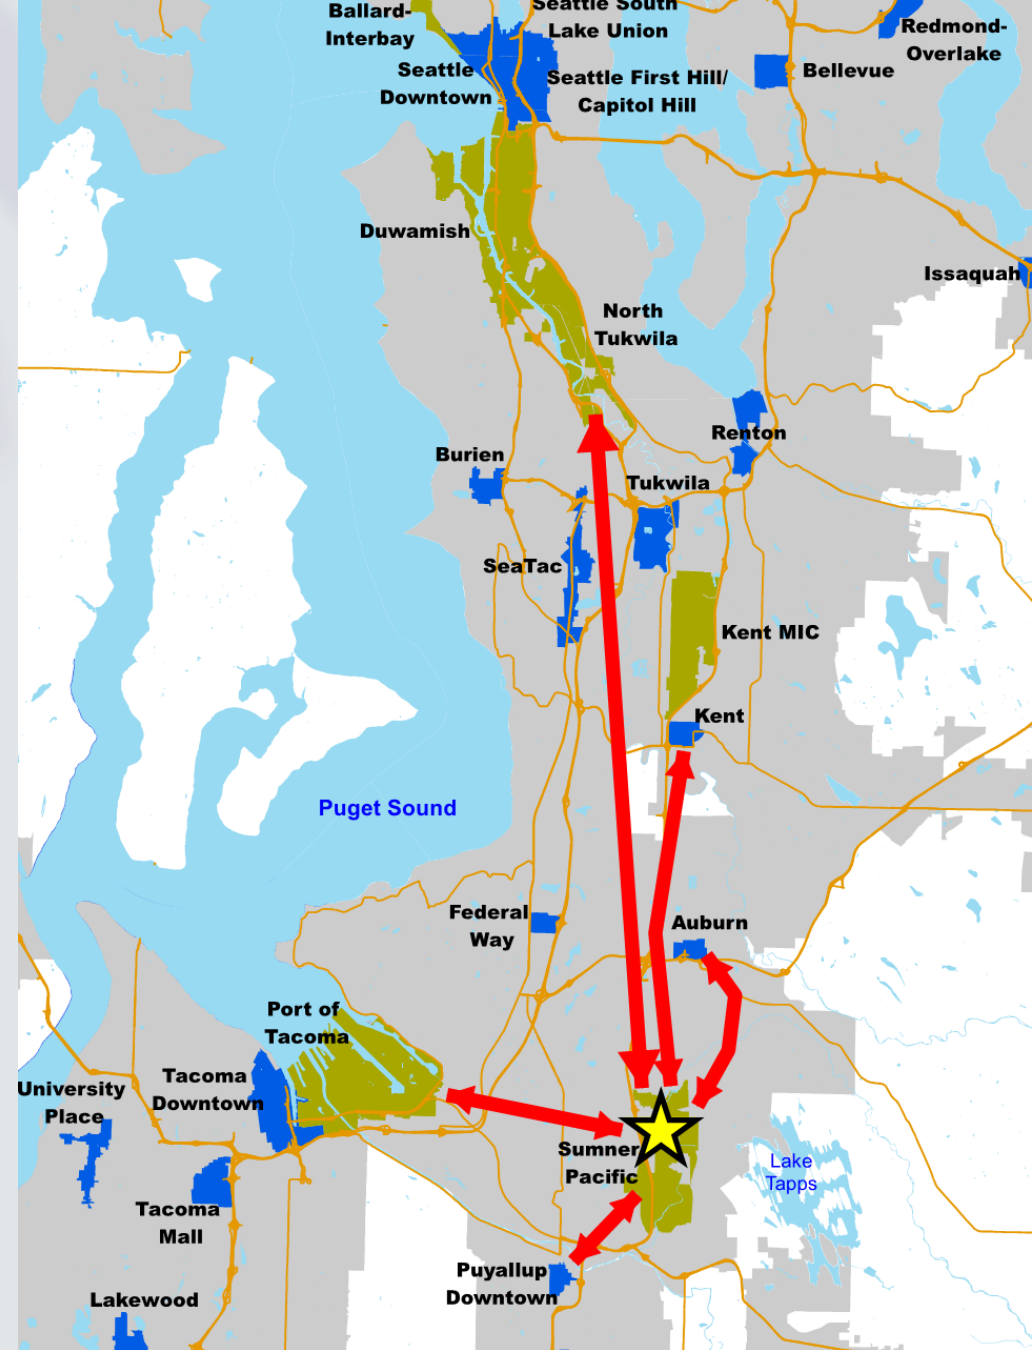 Ballard-
Interbay
Seattle South
Lake Union
Redmond-
Overlake
Seattle
Downtown
Seattle First Hill/
Capitol Hill
Bellevue
Duwamish
Issaquah
North
Tukwila
Renton
Burien
Tukwila
SeaTac
Kent MIC
Kent
Puget Sound
Federal
Way
Auburn
Port of
Tacoma
Tacoma
Downtown
University
Place
Sumner
Pacific
Lake
Tapps
Tacoma
Mall
Puyallup
Downtown
Lakewood